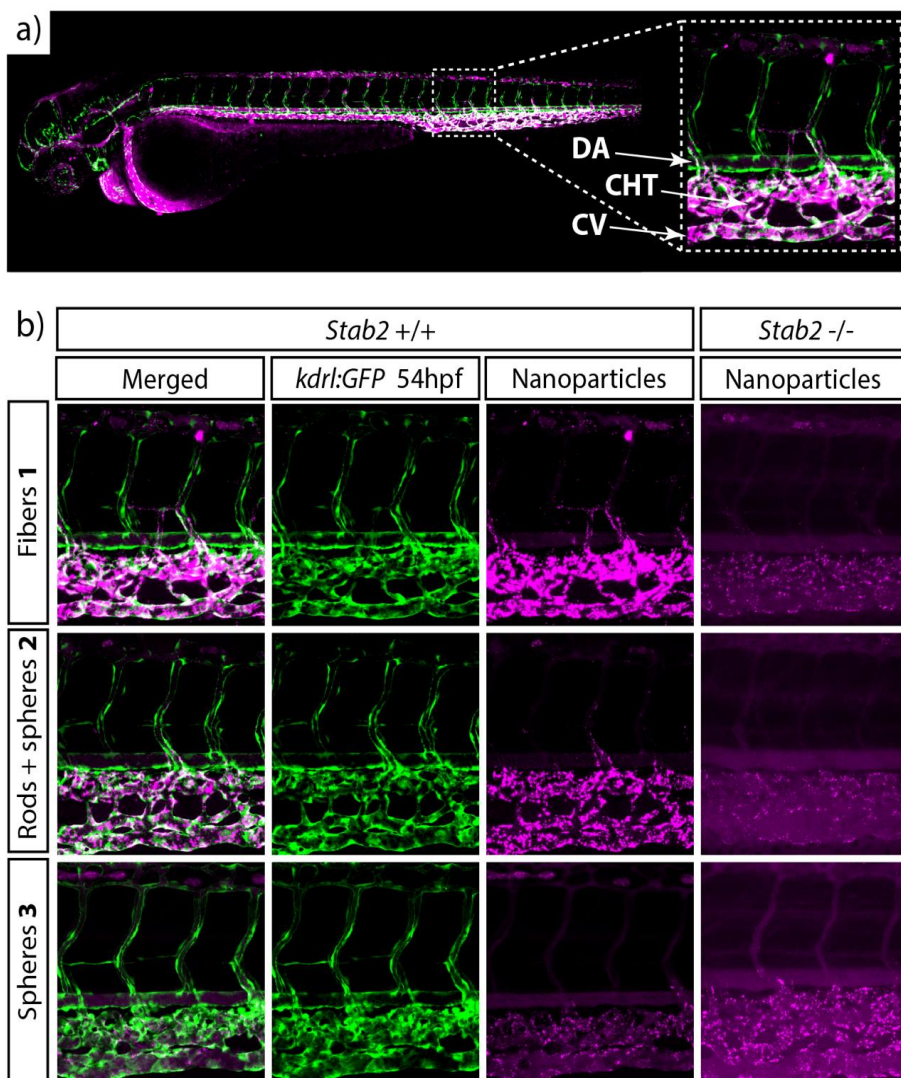 a)
DA
CHT
CV
b)
Stab2 +/+
Stab2 -/-
Merged
kdrl:GFP 54hpf
Nanoparticles
Nanoparticles
Fibers 1
Rods + spheres 2
Spheres 3